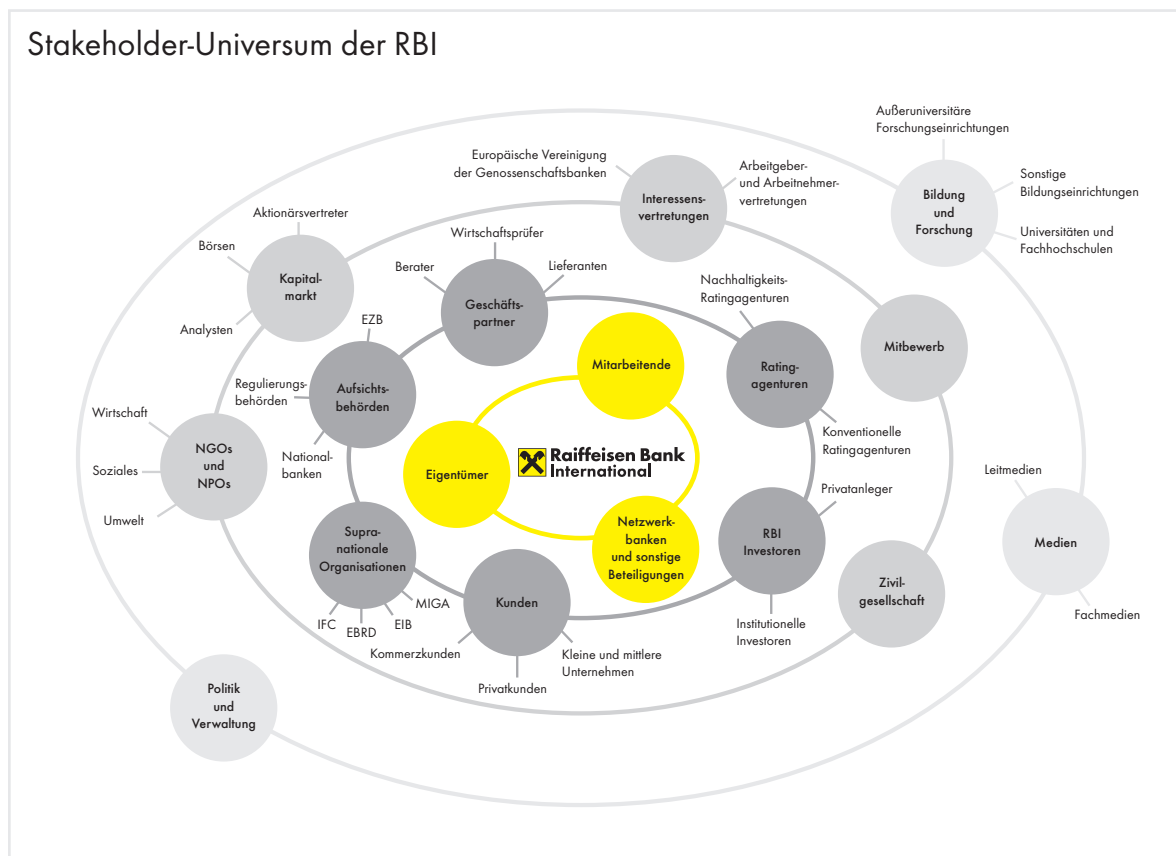 Stakeholder-Universum der RBI
Außeruniversitäre
Forschungseinrichtungen
Sonstige
Bildungseinrichtungen
Bildung
und
Forschung
Universitäten und
Fachhochschulen
Europäische Vereinigung
der Genossenschaftsbanken
Arbeitgeber-
und Arbeitnehmer-
vertretungen
Interessens-
vertretungen
Aktionärsvertreter
Börsen
Kapital-
markt
Analysten
Wirtschaftsprüfer
Berater
Lieferanten
Geschäfts-
partner
Nachhaltigkeits-
Ratingagenturen
EZB
Mitbewerb
Mitarbeitende
Rating-
agenturen
Regulierungs-
behörden
Aufsichts-
behörden
Wirtschaft
Konventionelle
Ratingagenturen
National-
banken
NGOs
und
NPOs
Soziales
Umwelt
Eigentümer
Raiffeisen Bank
International
Leitmedien
Privatanleger
Supra-
nationale
Organisationen
Netzwerk-
banken
und sonstige
Beteiligungen
RBI
Investoren
Medien
Zivil-
gesellschaft
MIGA
Kunden
IFC
EBRD
EIB
Fachmedien
Institutionelle
Investoren
Kommerzkunden
Kleine und mittlere
Unternehmen
Privatkunden
Politik
und
Verwaltung